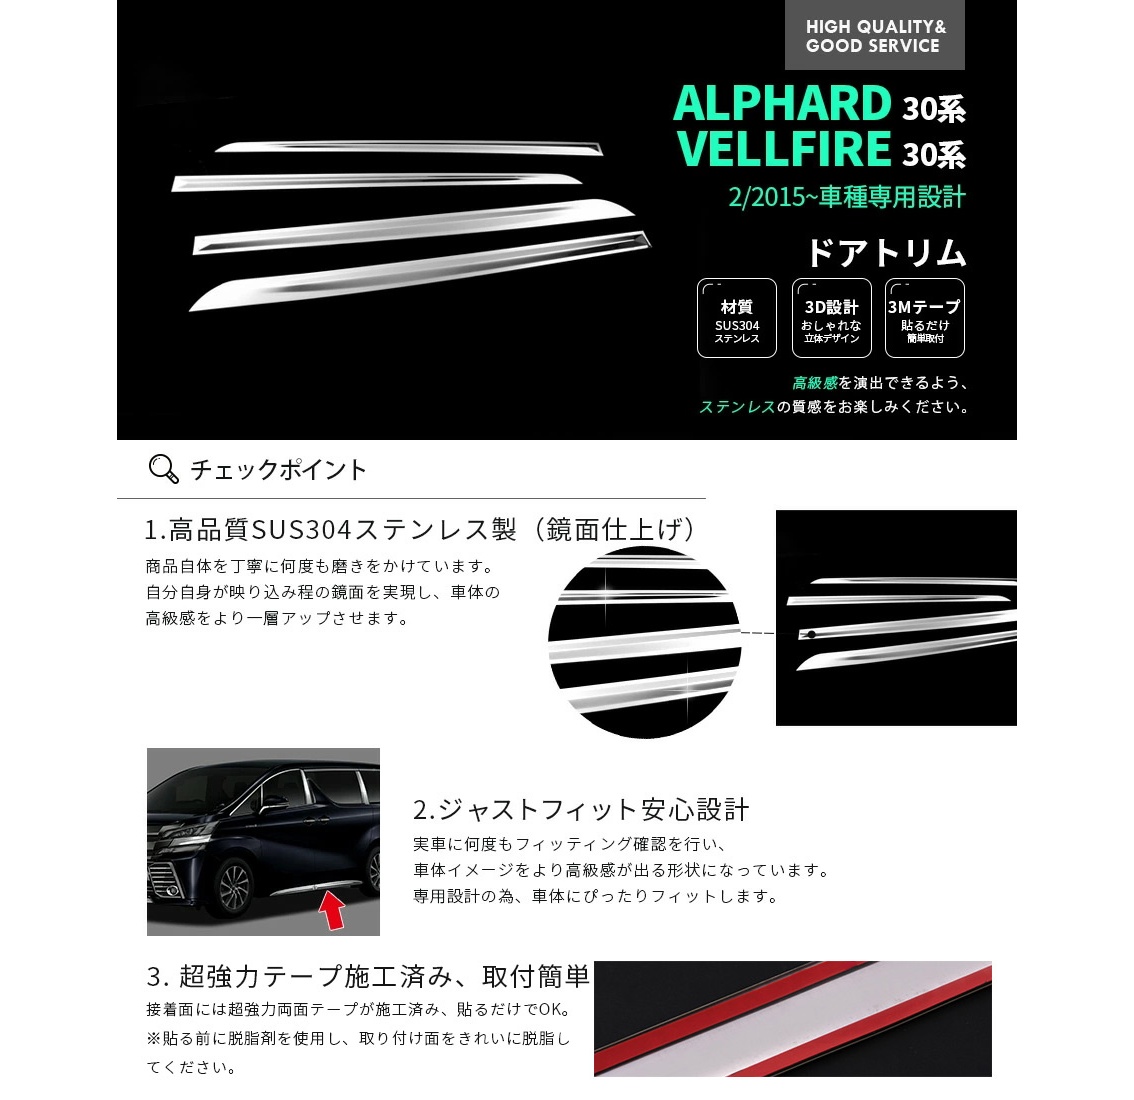 HIGH QUALITY&
GOOD SERVICE
ALPHARD 30系
VELLFIRE 30系
2/2015~車種専用設計
ドアトリム
材質
SUS304
ステンレス
3D設計
おしゃれな
立体デザイン
3Mテープ
貼るだけ
簡単取付
高級感を演出できるよう、
ステンレスの質感をお楽しみください。
チェックポイント
1.高品質SUS304ステンレス製（鏡面仕上げ）
商品自体を丁寧に何度も磨きをかけています。
自分自身が映り込み程の鏡面を実現し、車体の
高級感をより一層アップさせます。
2.ジャストフィット安心設計
実車に何度もフィッティング確認を行い、
車体イメージをより高級感が出る形状になっています。
専用設計の為、車体にぴったりフィットします。
3. 超強力テープ施工済み、取付簡単
接着面には超強力両面テープが施工済み、貼るだけでOK。
※貼る前に脱脂剤を使用し、取り付け面をきれいに脱脂し
てください。